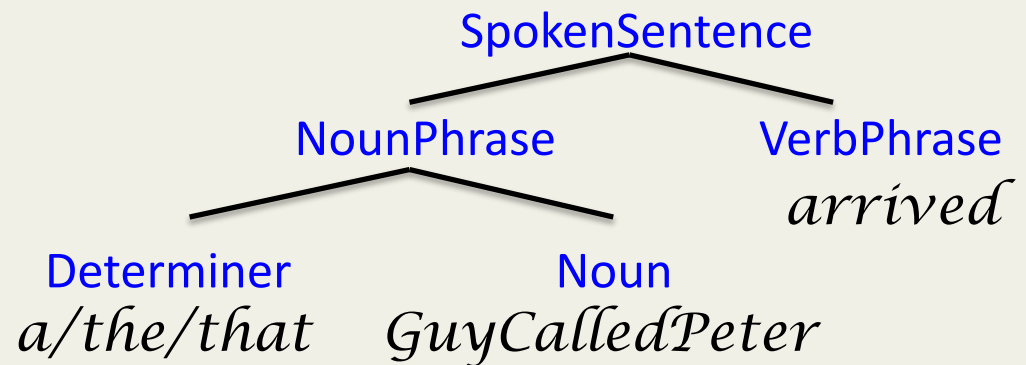 SpokenSentence
NounPhrase VerbPhrase
arrived
Determiner Noun
a/the/that GuyCalledPeter